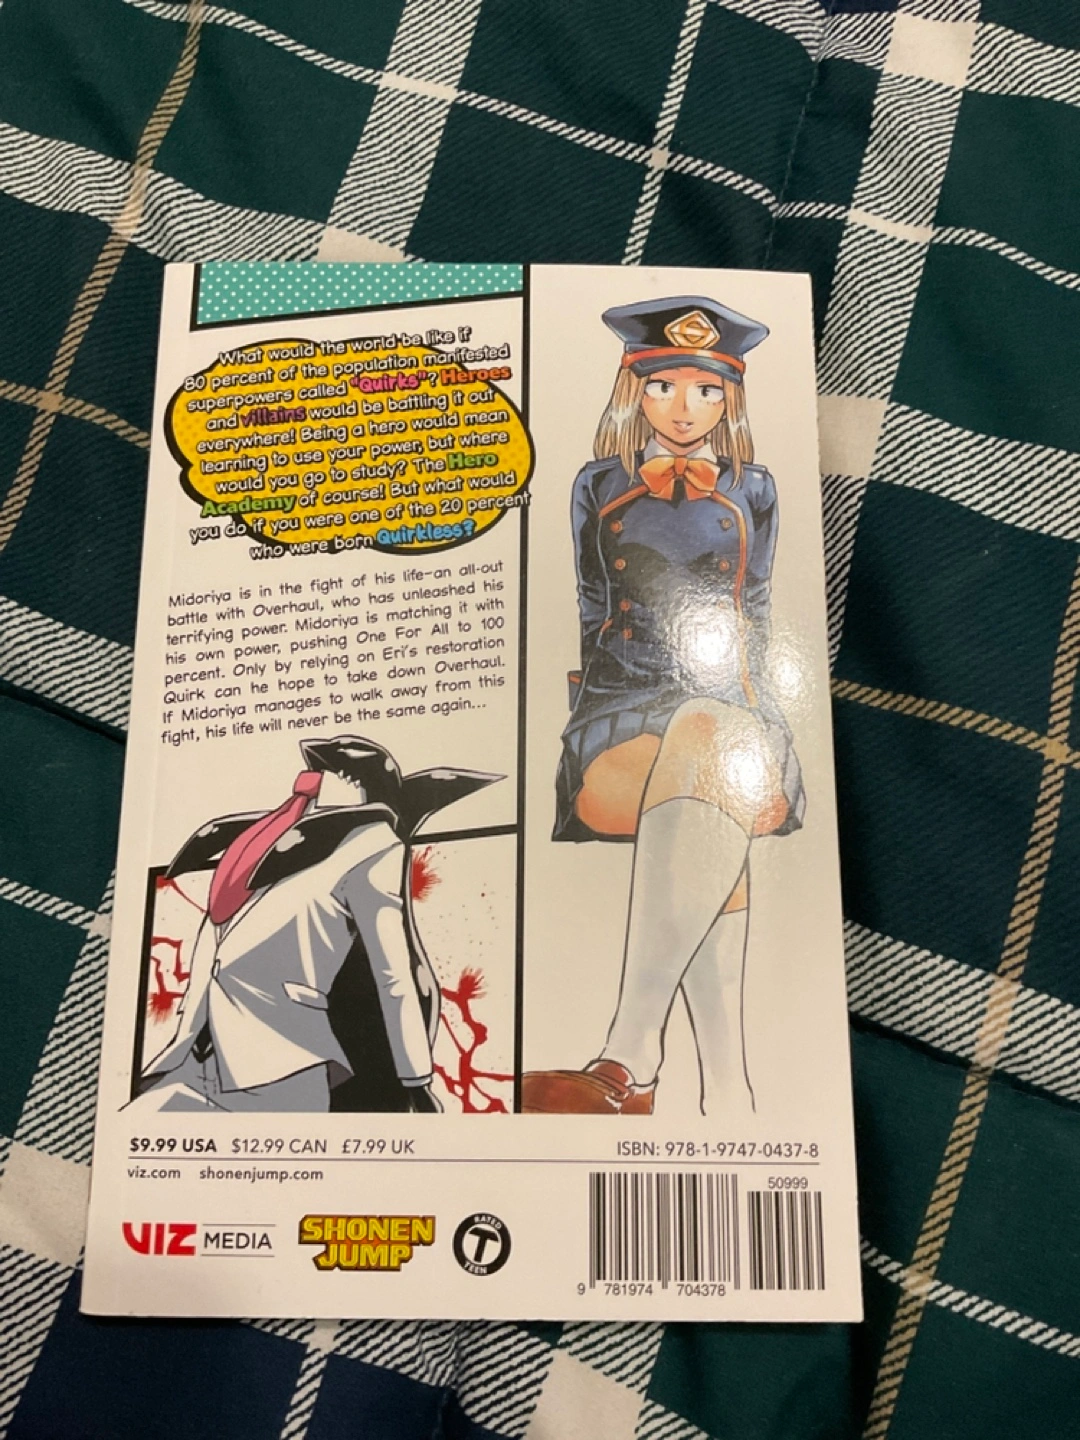 What would the world be like if
80 percent of the population manifested
superpowers called "Quirks"? Heroes
and villains would be battling it out
everywhere! Being a hero would mean
learning to use your power, but where
would you go to study? The Hero
Academy of course! But what would
you do if you were one of the 20 percent
who were born Quirkless?
Midoriya is in the fight of his life—an all-out
battle with Overhaul, who has unleashed his
terrifying power. Midoriya is matching it with
his own power, pushing One For All to 100
percent. Only by relying on Eri's restoration
Quirk can he hope to take down Overhaul.
If Midoriya manages to walk away from this
fight, his life will never be the same again...
$9.99 USA $12.99 CAN £7.99 UK
ISBN: 978-1-9747-0437-8
viz.com shonenjump.com
50999
VIZ MEDIA
SHONEN
JUMP
RATED
T
TEEN
9 781974 704378